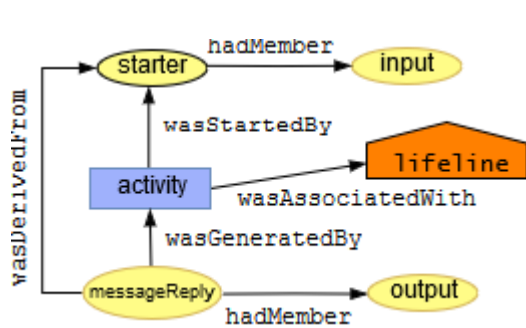 hadMember
starter
input
wasStartedBy
wasDerivedFrom
lifeline
activity
wasAssociatedWith
wasGeneratedBy
messageReply
output
hadMember